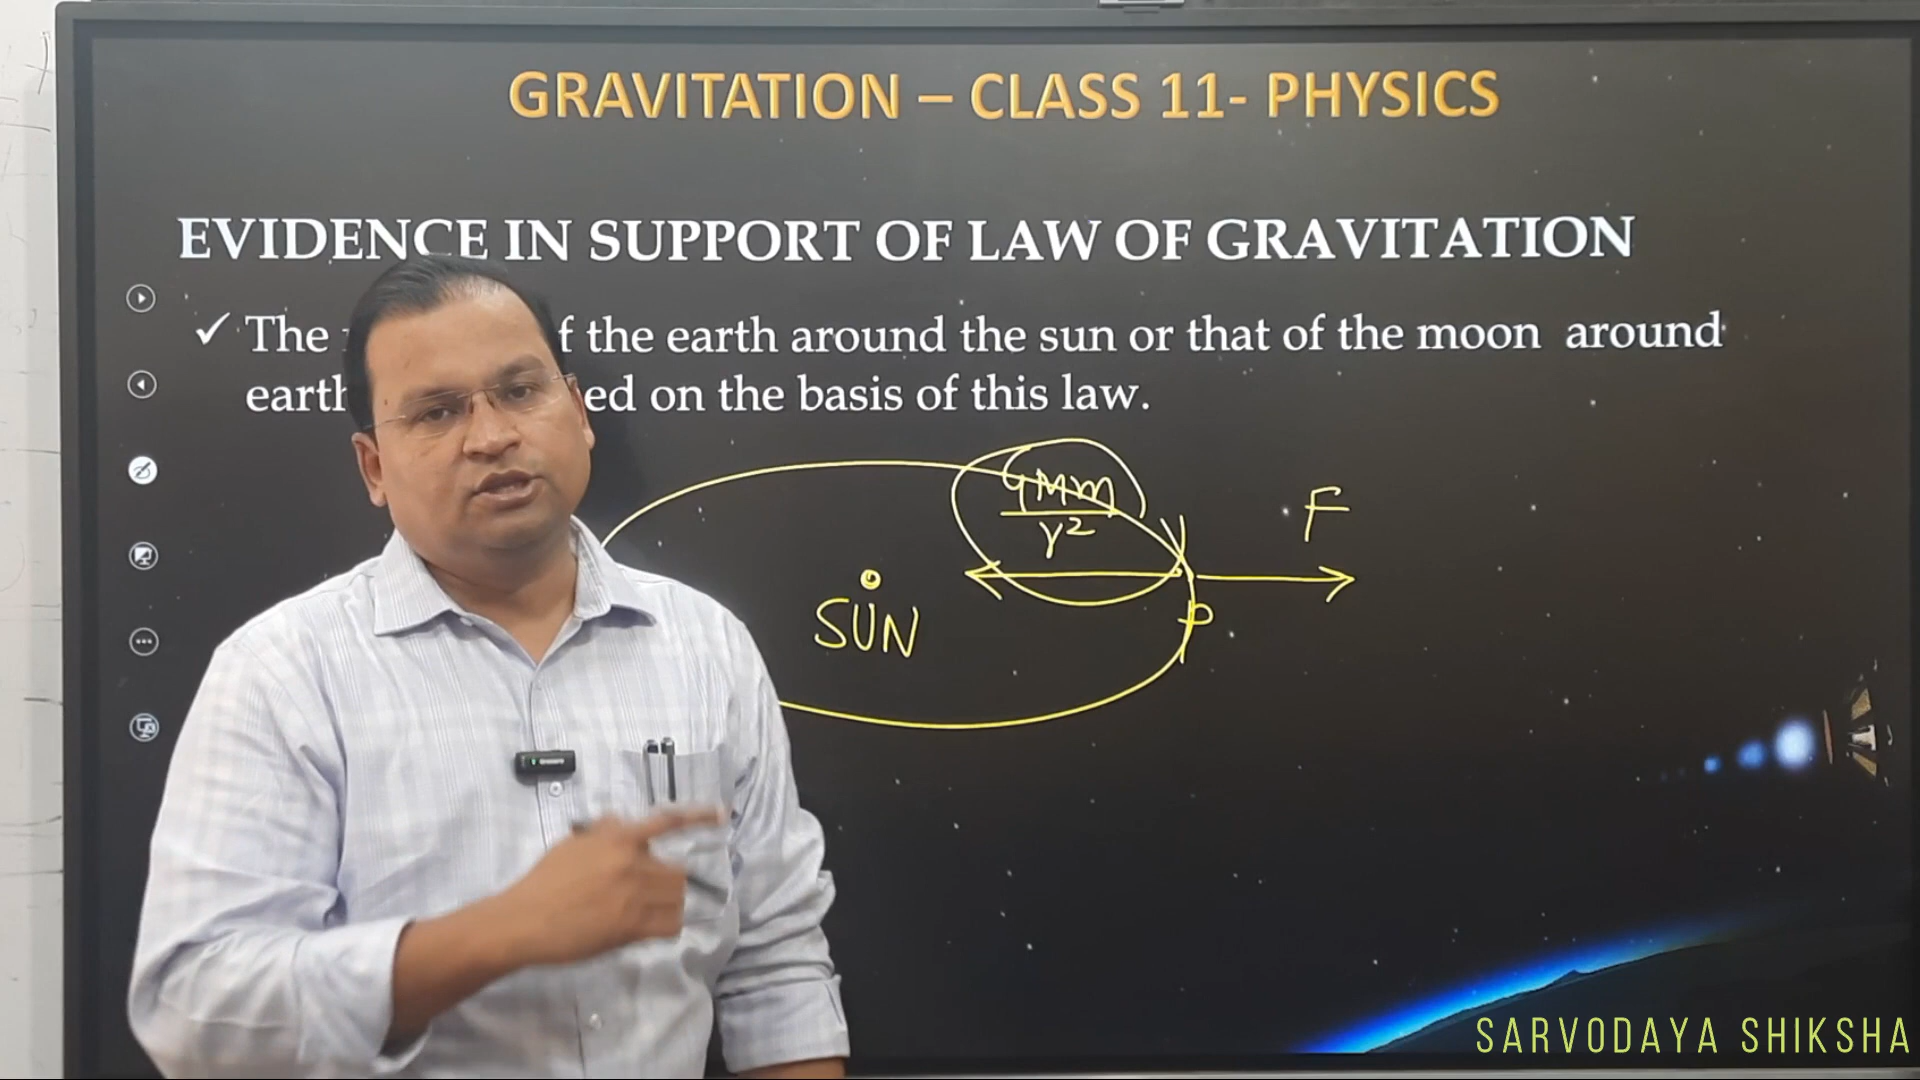 GRAVITATION – CLASS 11- PHYSICS
EVIDENCE IN SUPPORT OF LAW OF GRAVITATION
✓ The f the earth around the sun or that of the moon around
earth ed on the basis of this law.
GMm
r²
F
SUN
P
SARVODAYA SHIKSHA